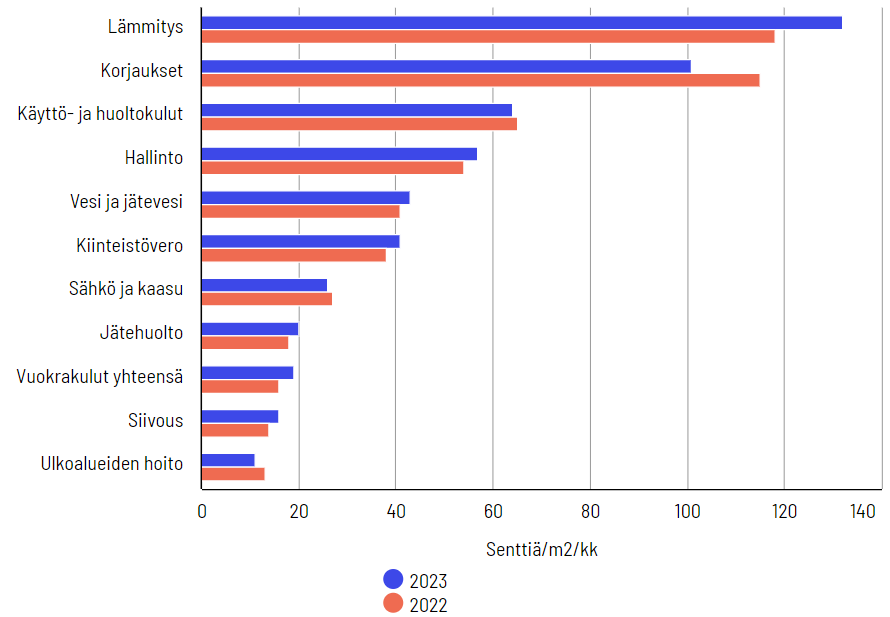 Lämmitys
Korjaukset
Käyttö- ja huoltokulut
Hallinto
Vesi ja jätevesi
Kiinteistövero
Sähkö ja kaasu
Jätehuolto
Vuokrakulut yhteensä
Siivous
Ulkoalueiden hoito
0 20 40 60 80 100 120 140
Senttiä/m2/kk
2023
2022